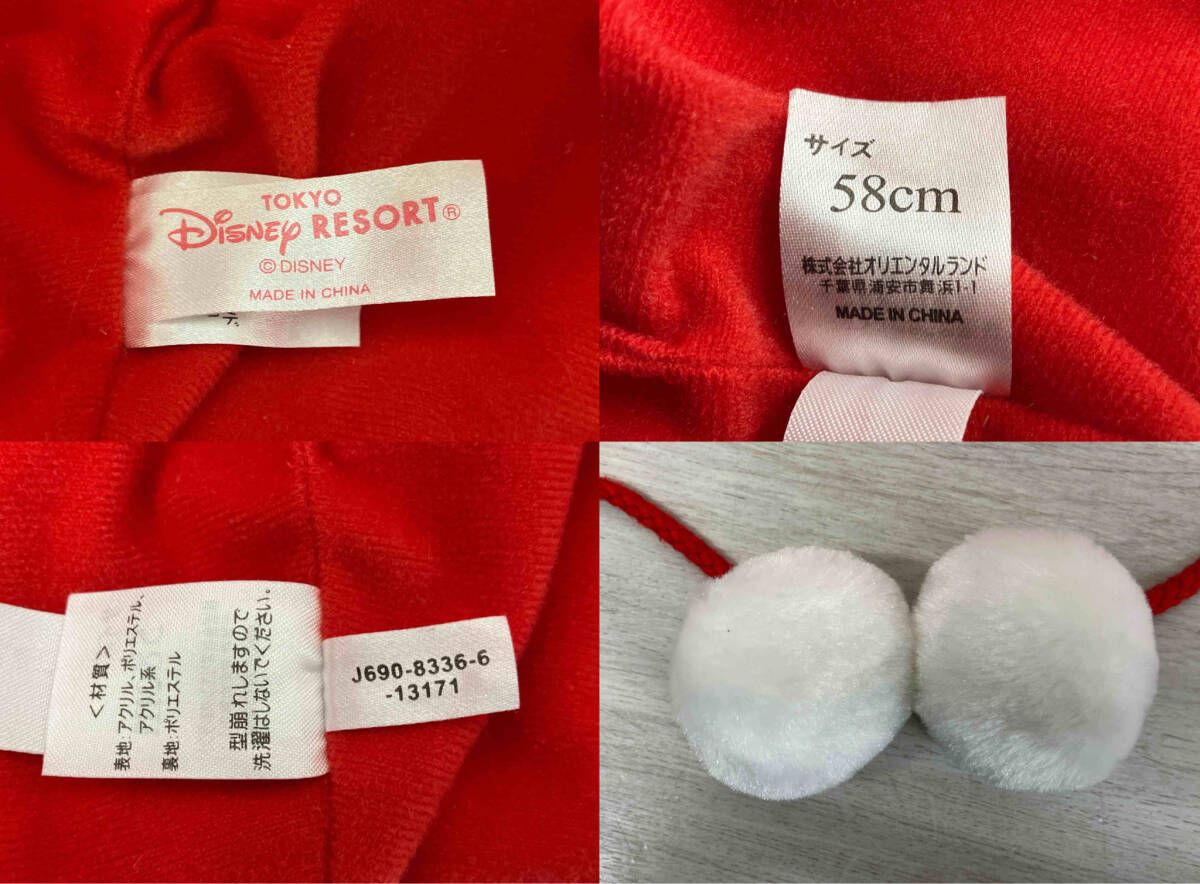 TOKYO
Disney RESORT®
© DISNEY
MADE IN CHINA
サイズ
58cm
株式会社オリエンタルランド
千葉県浦安市舞浜1-1
MADE IN CHINA
<材質>
表地:アクリル、ポリエステル、
アクリル系
裏地:ポリエステル
型崩れしますので
洗濯はしないでください。
J690-8336-6
-13171